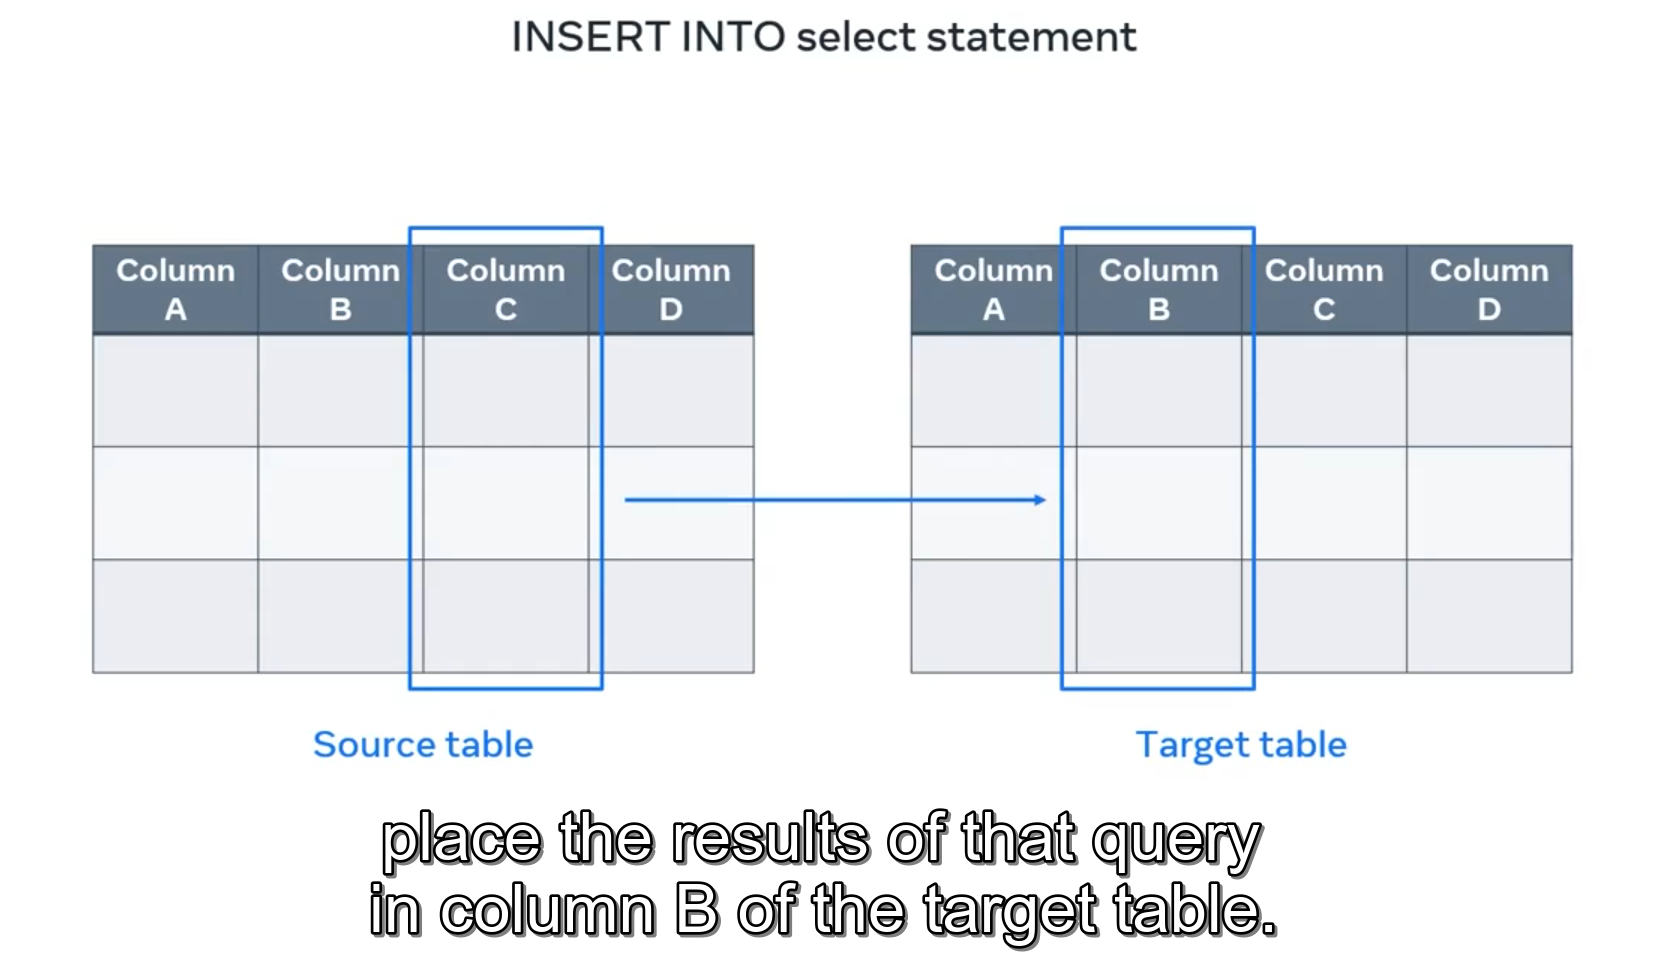 INSERT INTO select statement
Column A
Column B
Column C
Column D
Column A
Column B
Column C
Column D
Source table
Target table
place the results of that query
in column B of the target table.